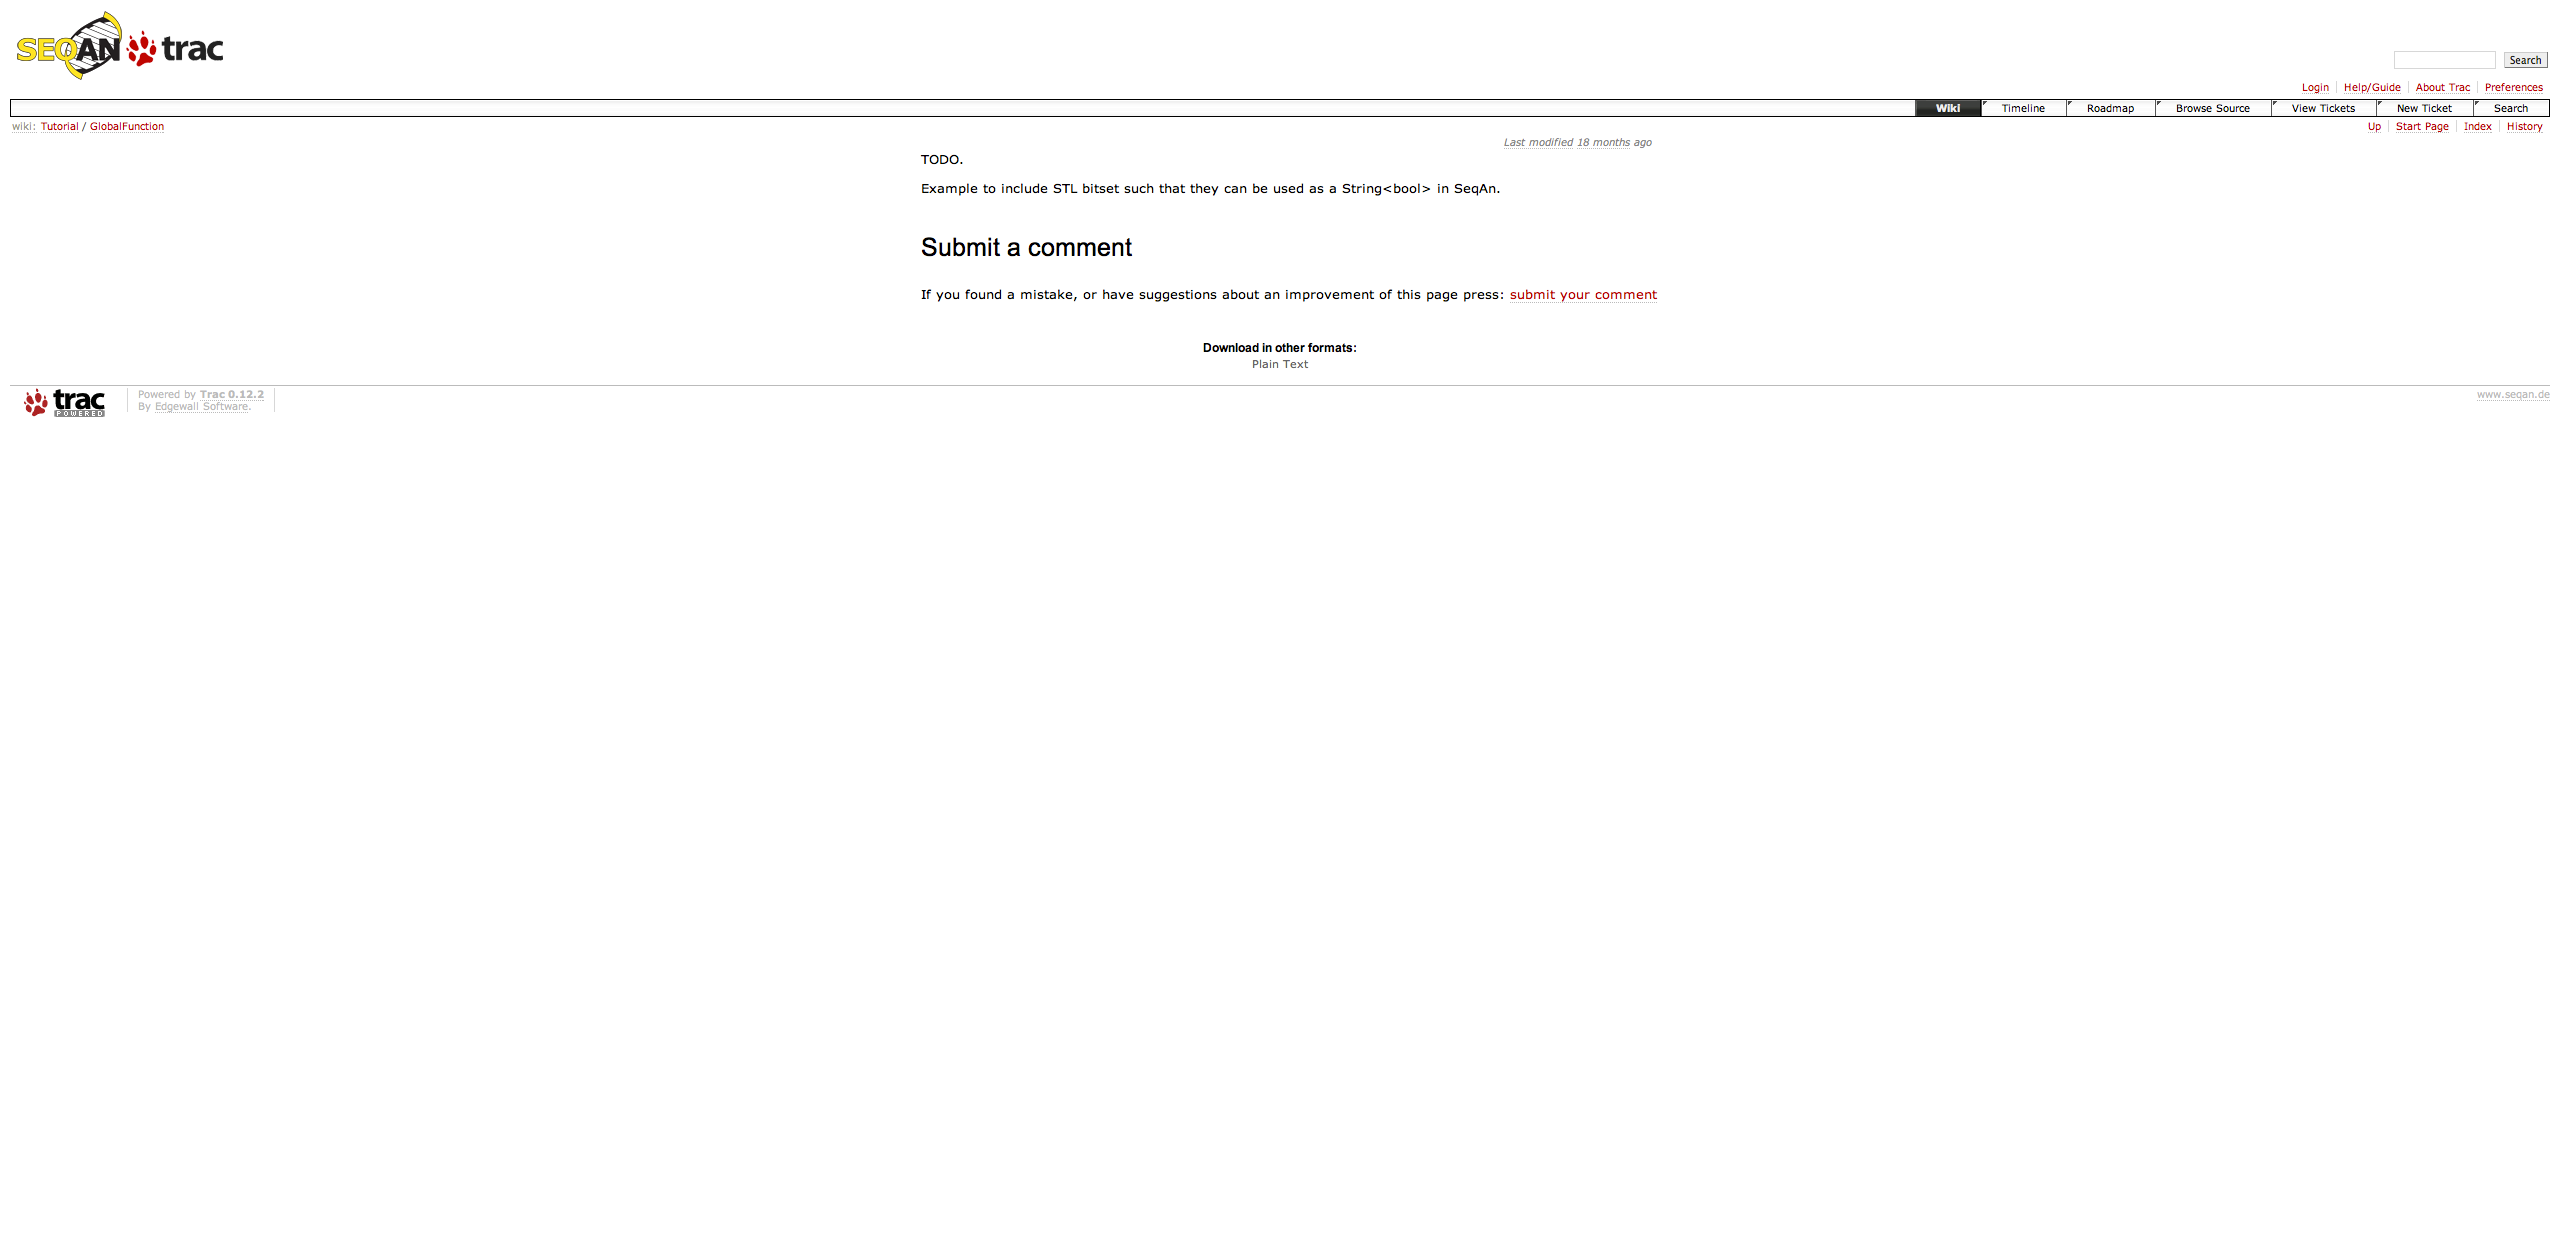 SEQAN trac
Search
Login Help/Guide About Trac Preferences
Wiki Timeline Roadmap Browse Source View Tickets New Ticket Search
wiki: Tutorial / GlobalFunction
Up Start Page Index History
Last modified 18 months ago
TODO.
Example to include STL bitset such that they can be used as a String<bool> in SeqAn.
Submit a comment
If you found a mistake, or have suggestions about an improvement of this page press: submit your comment
Download in other formats:
Plain Text
trac POWERED
Powered by Trac 0.12.2
By Edgewall Software.
www.seqan.de